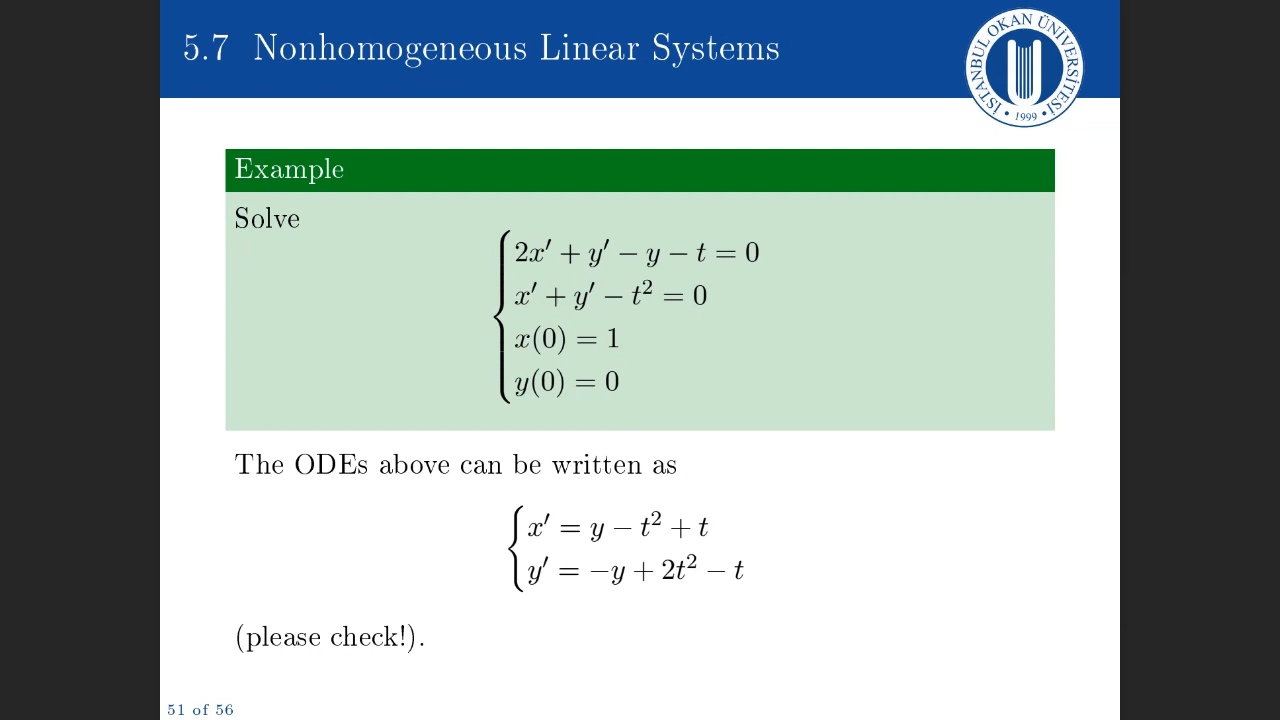 5.7 Nonhomogeneous Linear Systems
İSTANBUL OKAN ÜNİVERSİTESİ
• 1999 •
Example
Solve
2x′ + y′ − y − t = 0
x′ + y′ − t² = 0
x(0) = 1
y(0) = 0
The ODEs above can be written as
x′ = y − t² + t
y′ = −y + 2t² − t
(please check!).
51 of 56